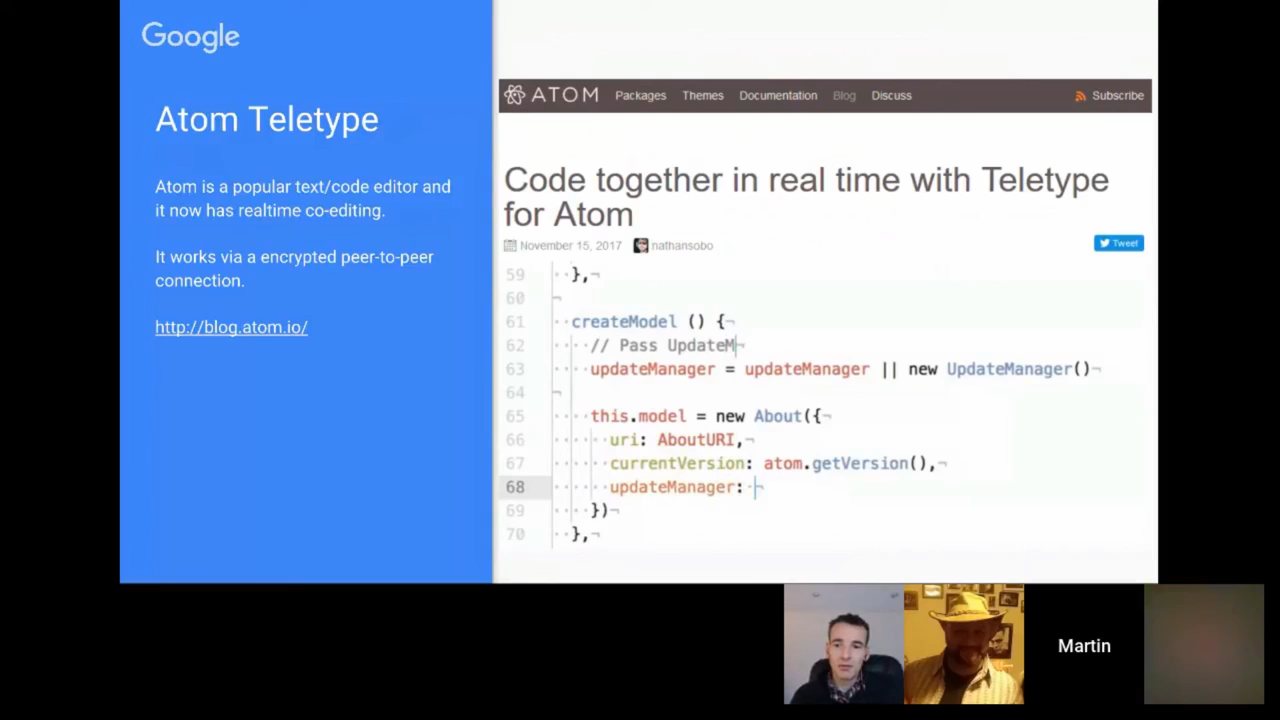 Google
Atom Teletype
Atom is a popular text/code editor and
it now has realtime co-editing.
It works via a encrypted peer-to-peer
connection.
http://blog.atom.io/
ATOM Packages Themes Documentation Blog Discuss Subscribe
Code together in real time with Teletype
for Atom
November 15, 2017 nathansobo
Tweet
59 ··},¬
60 ¬
61 ··createModel () {¬
62 ····// Pass UpdateM¬
63 ····updateManager = updateManager || new UpdateManager()¬
64 ¬
65 ····this.model = new About({¬
66 ······uri: AboutURI,¬
67 ······currentVersion: atom.getVersion(),¬
68 ······updateManager: ·¬
69 ····})¬
70 ··},¬
Martin